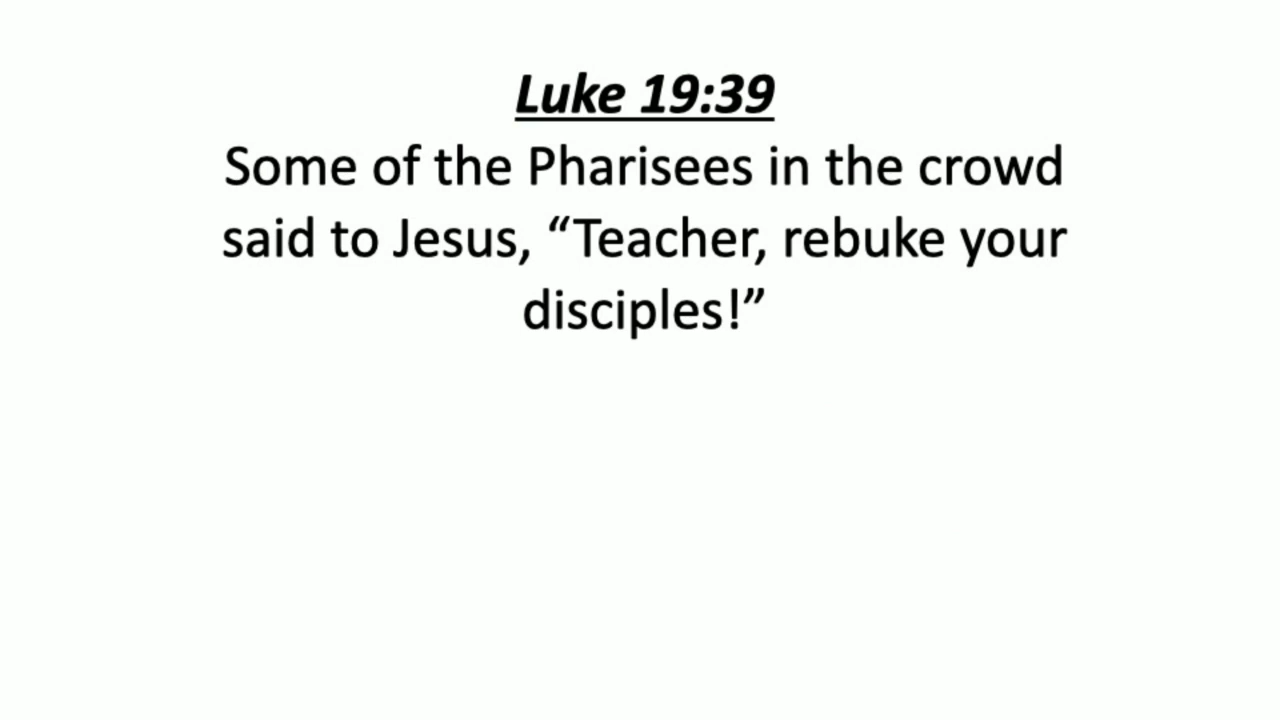 Luke 19:39
Some of the Pharisees in the crowd
said to Jesus, “Teacher, rebuke your
disciples!”